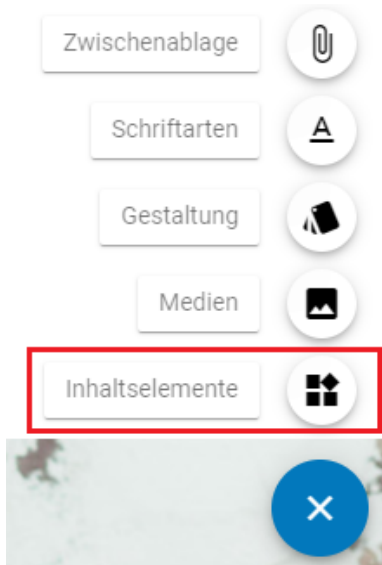 Zwischenablage
Schriftarten
A
Gestaltung
Medien
Inhaltselemente